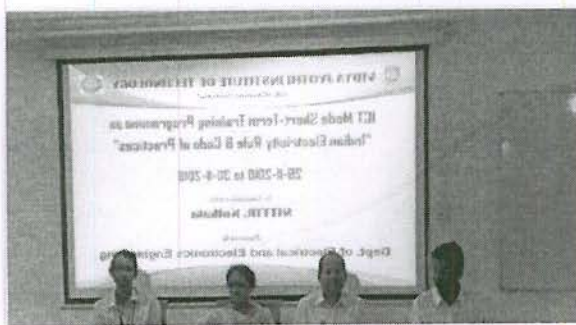 VIDYA JYOTHI INSTITUTE OF TECHNOLOGY
ICT Mode Short-Term Training Programme on
"Indian Electricity Rule & Code of Practices"
to
NITTTR, Kolkata
Dept. of Electrical and Electronics Engineering